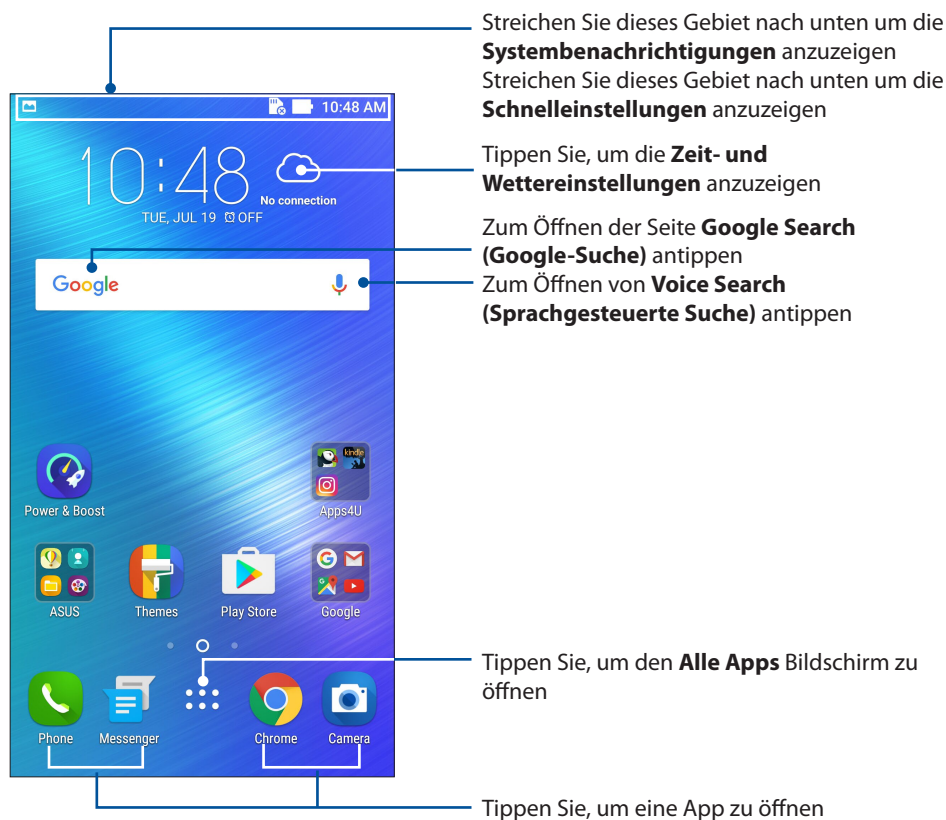 Streichen Sie dieses Gebiet nach unten um die
Systembenachrichtigungen anzuzeigen
Streichen Sie dieses Gebiet nach unten um die
Schnelleinstellungen anzuzeigen
10:48 AM
10:48
No connection
TUE, JUL 19 OFF
Tippen Sie, um die Zeit- und
Wettereinstellungen anzuzeigen
Zum Öffnen der Seite Google Search
(Google-Suche) antippen
Zum Öffnen von Voice Search
(Sprachgesteuerte Suche) antippen
Google
kindle
Power & Boost
Apps4U
ASUS
Themes
Play Store
Google
Tippen Sie, um den Alle Apps Bildschirm zu
öffnen
Phone
Messenger
Chrome
Camera
Tippen Sie, um eine App zu öffnen